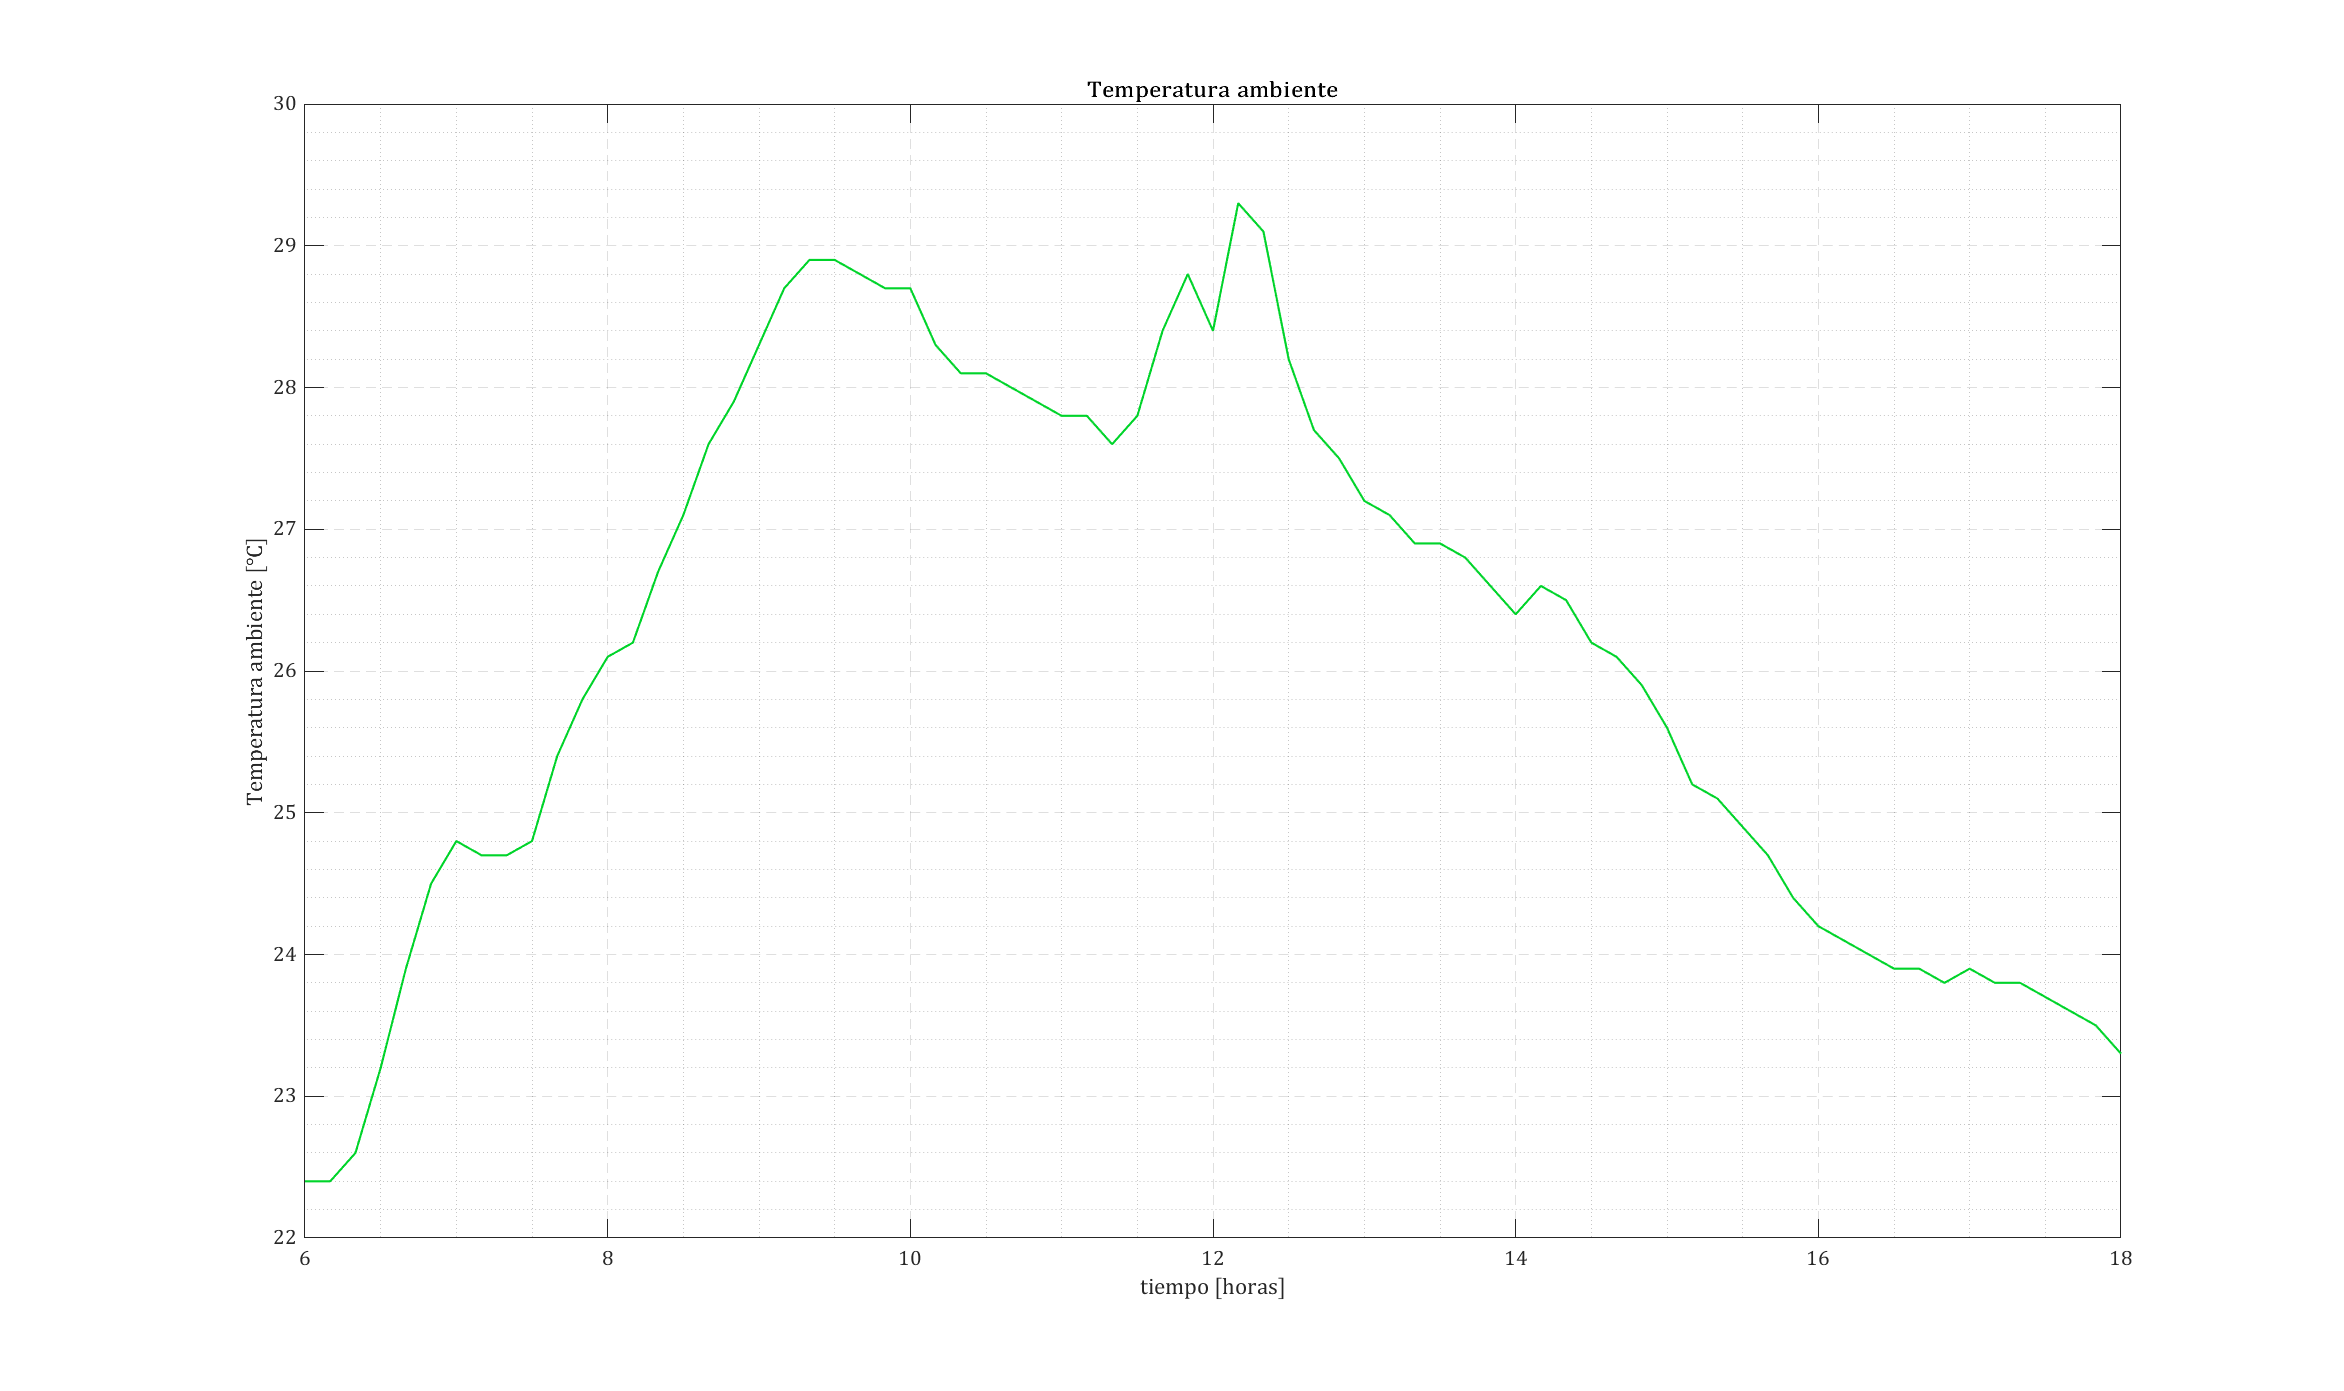 Temperatura ambiente
30
29
28
27
26
25
24
23
22
Temperatura ambiente [°C]
6 8 10 12 14 16 18
tiempo [horas]